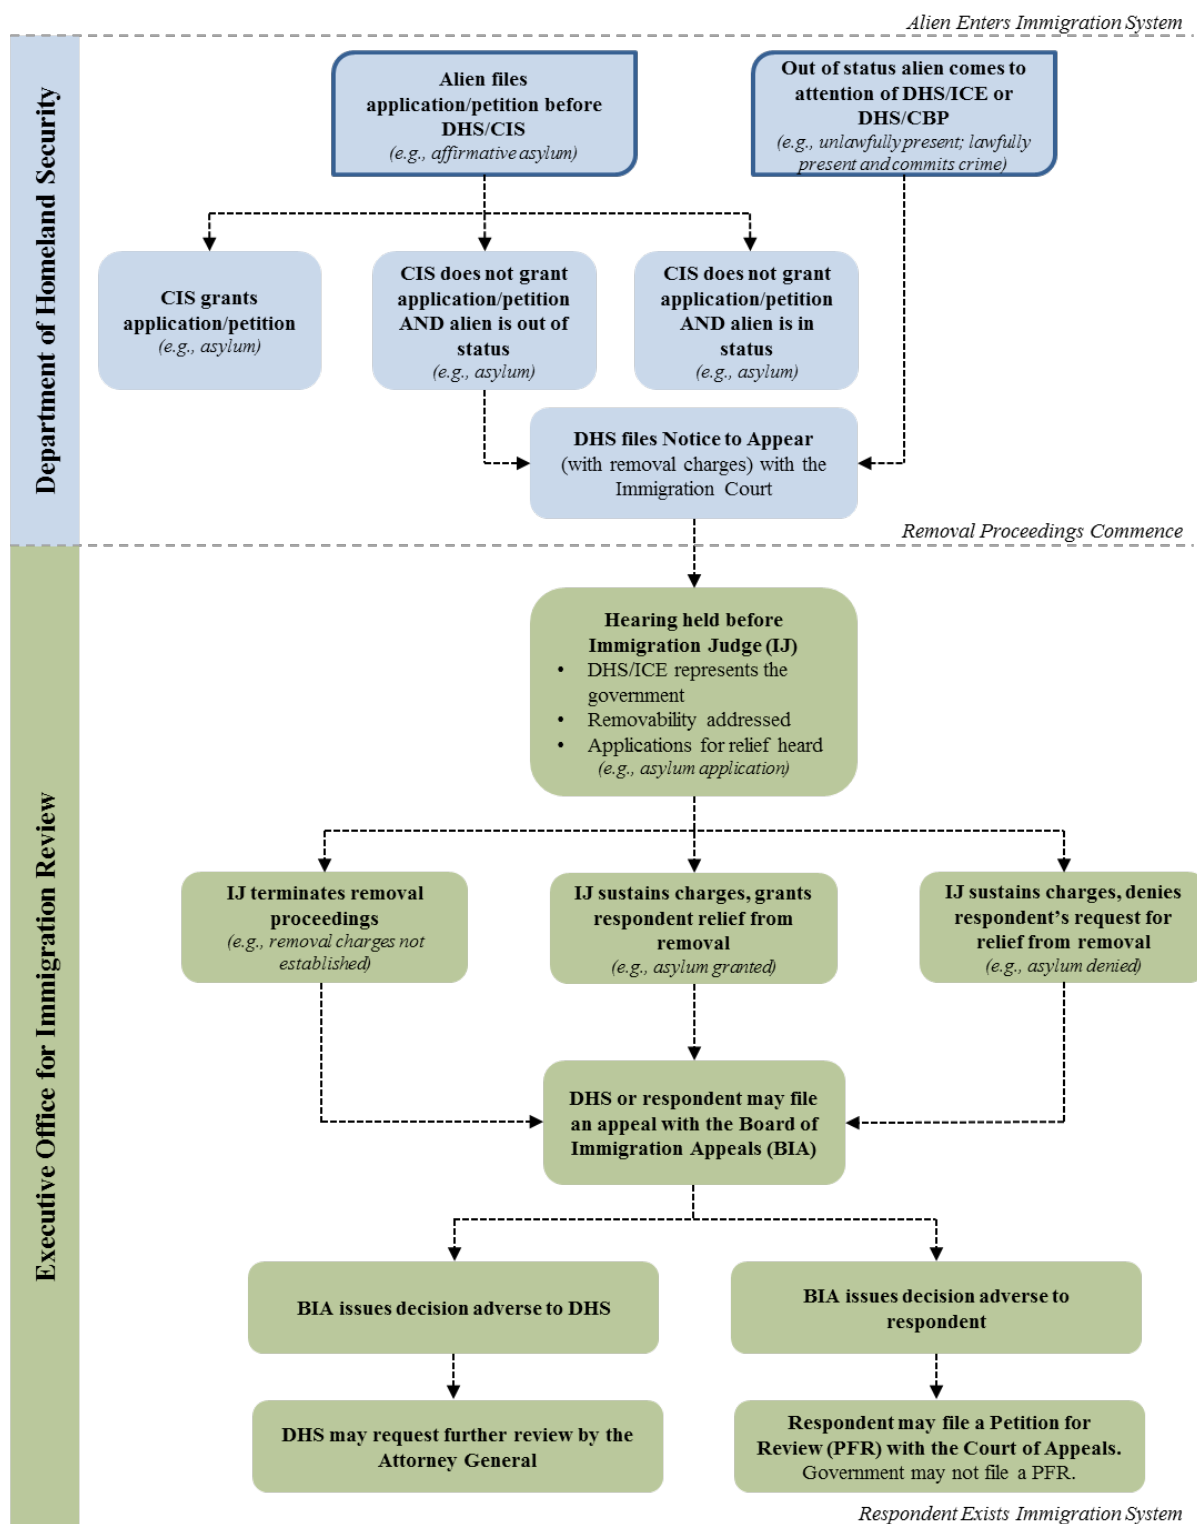 Alien Enters Immigration System
Department of Homeland Security
Alien files
application/petition before
DHS/CIS
(e.g., affirmative asylum)
Out of status alien comes to
attention of DHS/ICE or
DHS/CBP
(e.g., unlawfully present; lawfully
present and commits crime)
CIS grants
application/petition
(e.g., asylum)
CIS does not grant
application/petition
AND alien is out of
status
(e.g., asylum)
CIS does not grant
application/petition
AND alien is in
status
(e.g., asylum)
DHS files Notice to Appear
(with removal charges) with the
Immigration Court
Removal Proceedings Commence
Executive Office for Immigration Review
Hearing held before
Immigration Judge (IJ)
• DHS/ICE represents the
government
• Removability addressed
• Applications for relief heard
(e.g., asylum application)
IJ terminates removal
proceedings
(e.g., removal charges not
established)
IJ sustains charges, grants
respondent relief from
removal
(e.g., asylum granted)
IJ sustains charges, denies
respondent's request for
relief from removal
(e.g., asylum denied)
DHS or respondent may file
an appeal with the Board of
Immigration Appeals (BIA)
BIA issues decision adverse to DHS
BIA issues decision adverse to
respondent
DHS may request further review by the
Attorney General
Respondent may file a Petition for
Review (PFR) with the Court of Appeals.
Government may not file a PFR.
Respondent Exists Immigration System